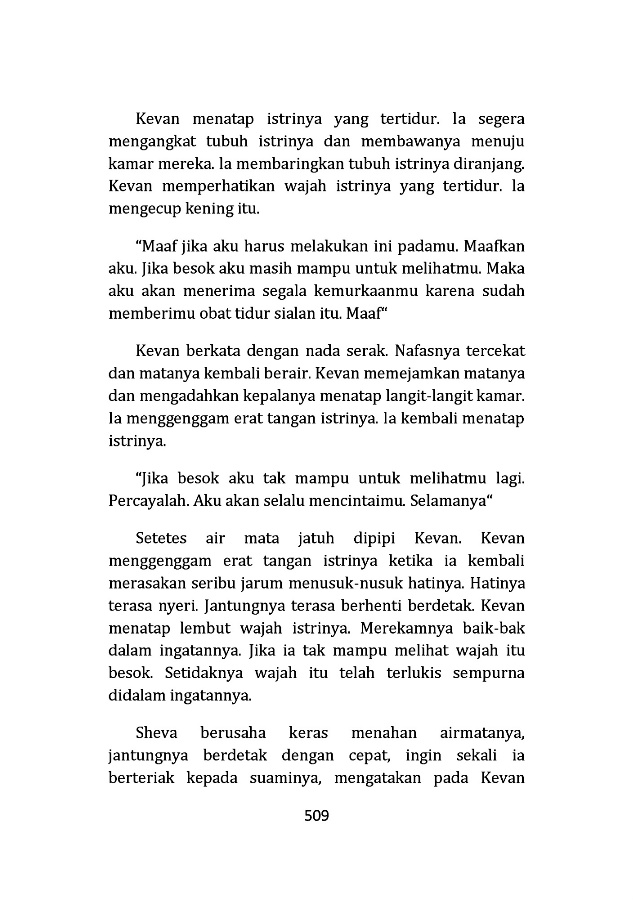 Kevan menatap istrinya yang tertidur. Ia segera
mengangkat tubuh istrinya dan membawanya menuju
kamar mereka. Ia membaringkan tubuh istrinya diranjang.
Kevan memperhatikan wajah istrinya yang tertidur. Ia
mengecup kening itu.
“Maaf jika aku harus melakukan ini padamu. Maafkan
aku. Jika besok aku masih mampu untuk melihatmu. Maka
aku akan menerima segala kemurkaanmu karena sudah
memberimu obat tidur sialan itu. Maaf“
Kevan berkata dengan nada serak. Nafasnya tercekat
dan matanya kembali berair. Kevan memejamkan matanya
dan mengadahkan kepalanya menatap langit-langit kamar.
Ia menggenggam erat tangan istrinya. Ia kembali menatap
istrinya.
“Jika besok aku tak mampu untuk melihatmu lagi.
Percayalah. Aku akan selalu mencintaimu. Selamanya“
Setetes air mata jatuh dipipi Kevan. Kevan
menggenggam erat tangan istrinya ketika ia kembali
merasakan seribu jarum menusuk-nusuk hatinya. Hatinya
terasa nyeri. Jantungnya terasa berhenti berdetak. Kevan
menatap lembut wajah istrinya. Merekamnya baik-bak
dalam ingatannya. Jika ia tak mampu melihat wajah itu
besok. Setidaknya wajah itu telah terlukis sempurna
didalam ingatannya.
Sheva berusaha keras menahan airmatanya,
jantungnya berdetak dengan cepat, ingin sekali ia
berteriak kepada suaminya, mengatakan pada Kevan
509